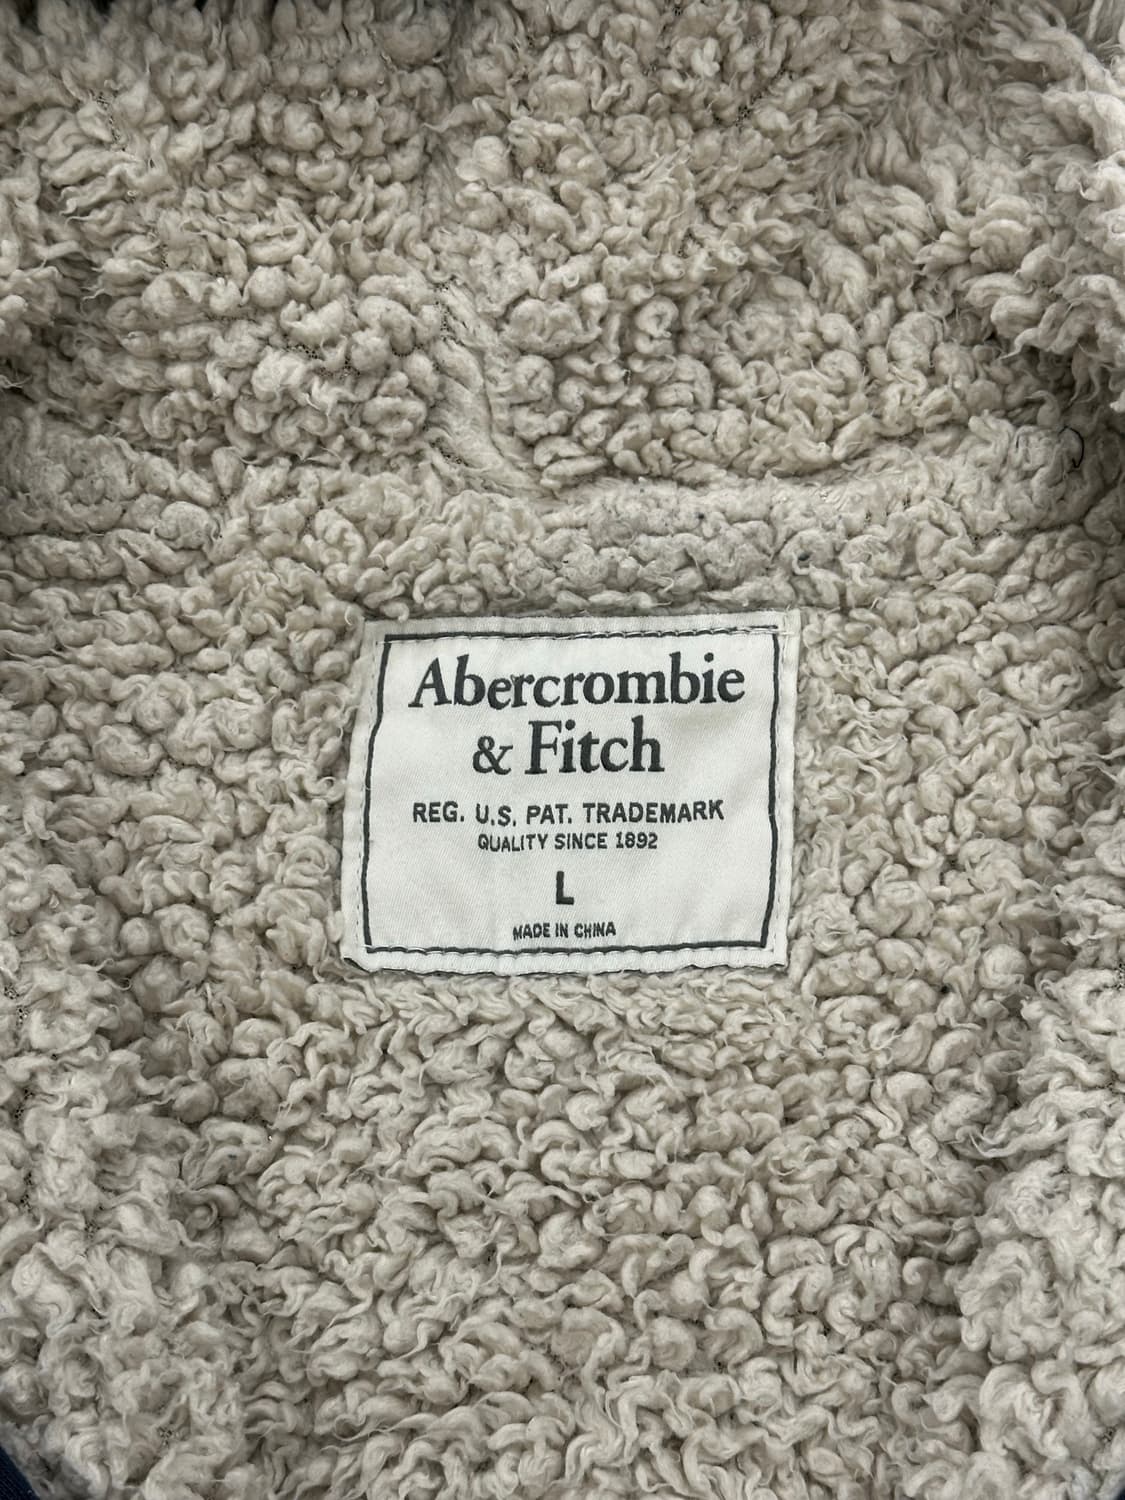 Abercrombie
& Fitch
REG. U.S. PAT. TRADEMARK
QUALITY SINCE 1892
L
MADE IN CHINA